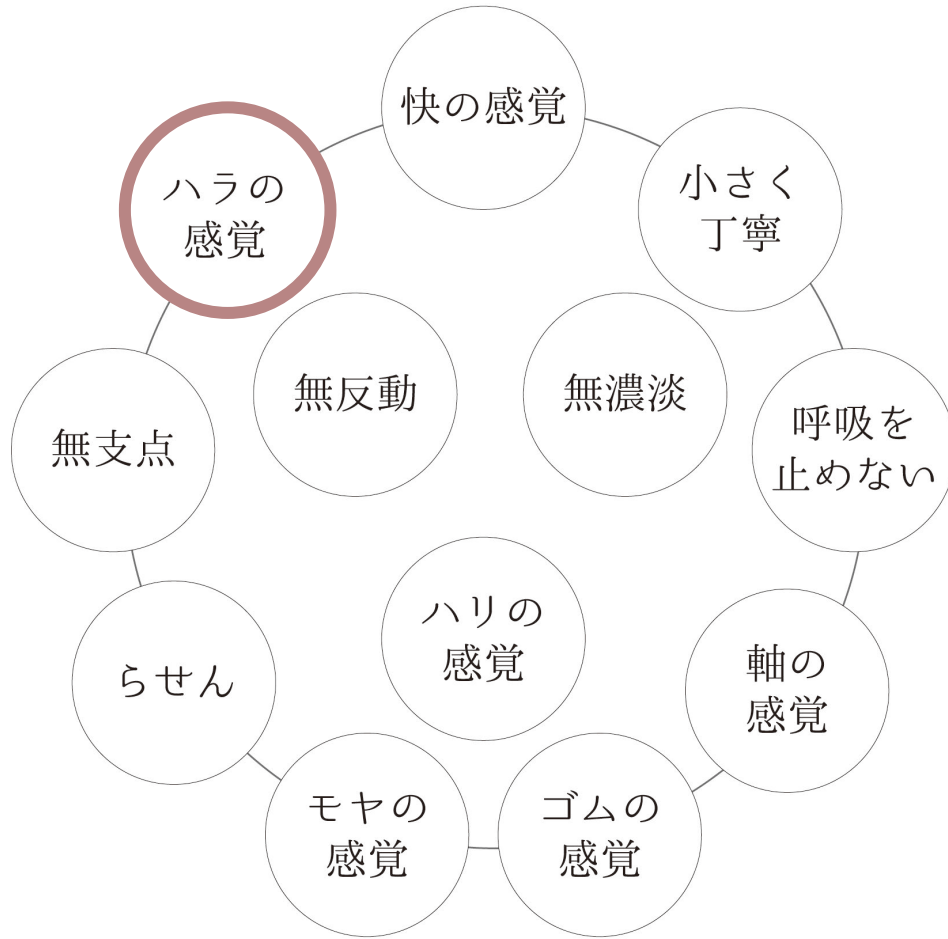 快の感覚
小さく
丁寧
ハラの
感覚
無反動
無濃淡
無支点
呼吸を
止めない
ハリの
感覚
らせん
軸の
感覚
モヤの
感覚
ゴムの
感覚